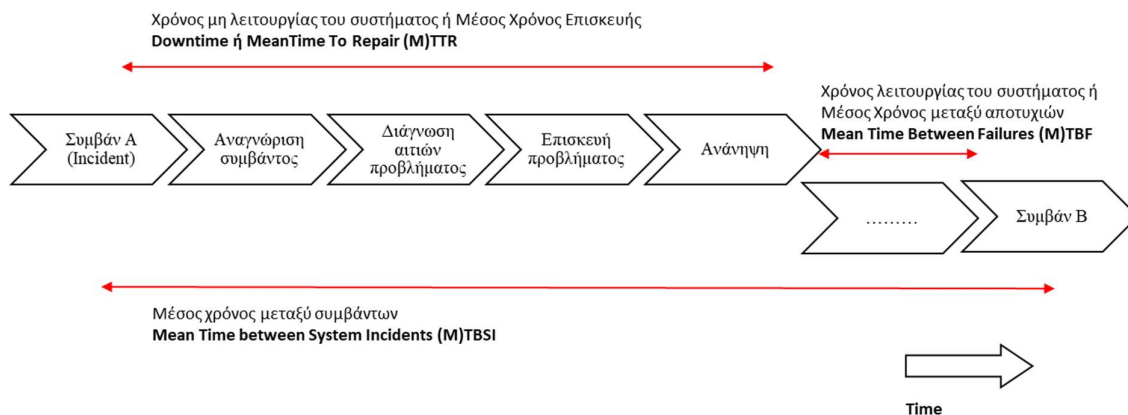 Χρόνος μη λειτουργίας του συστήματος ή Μέσος Χρόνος Επισκευής
Downtime ή MeanTime To Repair (M)TTR
Χρόνος λειτουργίας του συστήματος ή
Μέσος Χρόνος μεταξύ αποτυχιών
Mean Time Between Failures (M)TBF
Συμβάν Α
(Incident)
Αναγνώριση
συμβάντος
Διάγνωση
αιτιών
προβλήματος
Επισκευή
προβλήματος
Ανάνηψη
.........
Συμβάν Β
Μέσος χρόνος μεταξύ συμβάντων
Mean Time between System Incidents (M)TBSI
Time